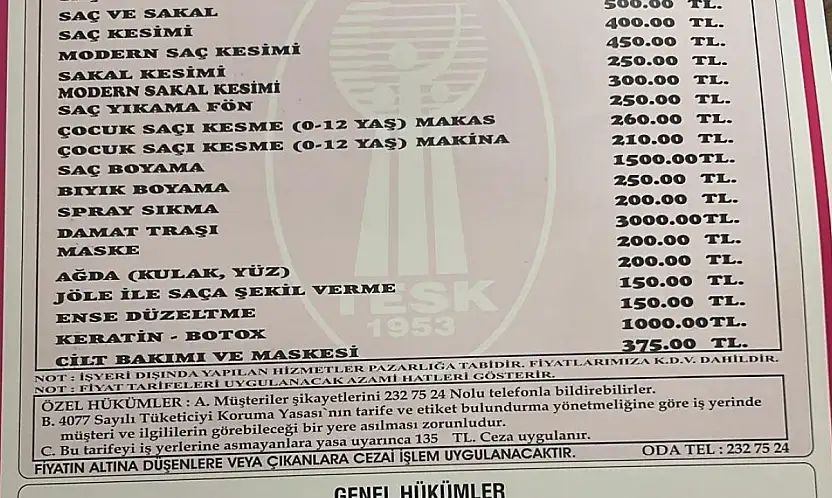 SAÇ VE SAKAL 500.00 TL.
SAÇ KESİMİ 400.00 TL.
MODERN SAÇ KESİMİ 450.00 TL.
SAKAL KESİMİ 250.00 TL.
MODERN SAKAL KESİMİ 300.00 TL.
SAÇ YIKAMA FÖN 250.00 TL.
ÇOCUK SAÇI KESME (0-12 YAŞ) MAKAS 260.00 TL.
ÇOCUK SAÇI KESME (0-12 YAŞ) MAKİNA 210.00 TL.
SAÇ BOYAMA 1500.00TL.
BIYIK BOYAMA 250.00 TL.
SPRAY SIKMA 200.00 TL.
DAMAT TRAŞI 3000.00TL.
MASKE 200.00 TL.
AĞDA (KULAK, YÜZ) 200.00 TL.
JÖLE İLE SAÇA ŞEKİL VERME 150.00 TL.
ENSE DÜZELTME 150.00 TL.
KERATİN - BOTOX 1000.00TL.
CİLT BAKIMI VE MASKESİ 375.00 TL.
TESK
1953
NOT : İŞYERİ DIŞINDA YAPILAN HİZMETLER PAZARLIĞA TABİDİR. FİYATLARIMIZA K.D.V. DAHİLDİR.
NOT : FİYAT TARİFELERİ UYGULANACAK AZAMİ HATLERİ GÖSTERİR.
ÖZEL HÜKÜMLER : A. Müşteriler şikayetlerini 232 75 24 Nolu telefonla bildirebilirler.
B. 4077 Sayılı Tüketiciyi Koruma Yasası`nın tarife ve etiket bulundurma yönetmeliğine göre iş yerinde
müşteri ve ilgililerin görebileceği bir yere asılması zorunludur.
C. Bu tarifeyi iş yerlerine asmayanlara yasa uyarınca 135 TL. Ceza uygulanır.
ODA TEL : 232 75 24
FİYATIN ALTINA DÜŞENLERE VEYA ÇIKANLARA CEZAİ İŞLEM UYGULANACAKTIR.
GENEL HÜKÜMLER